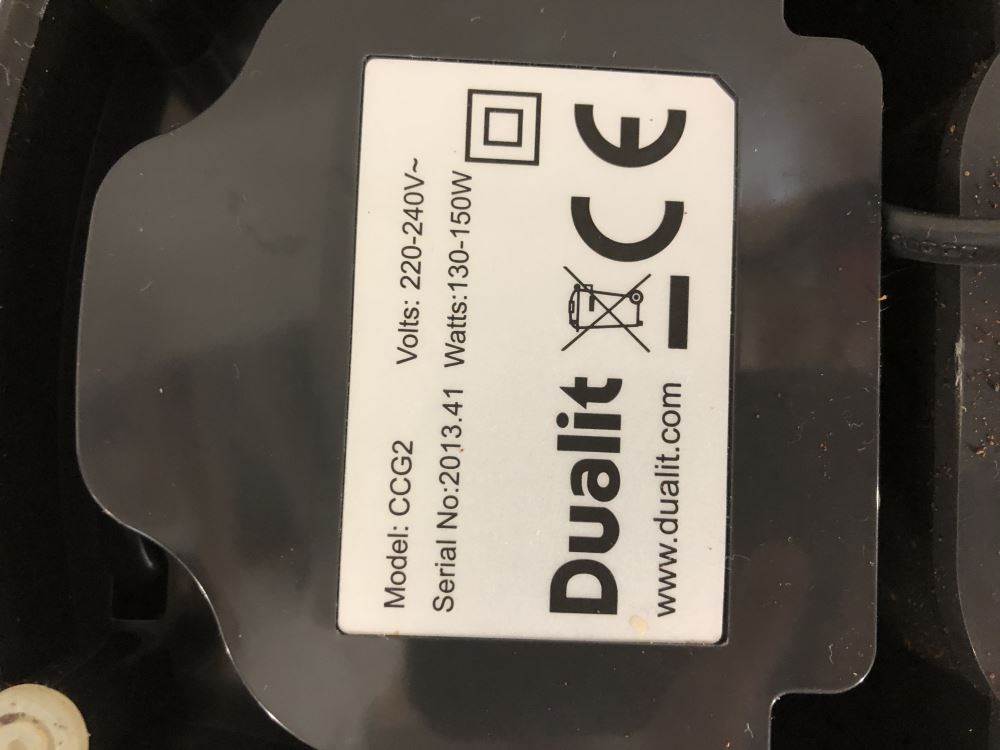 Model: CCG2 Volts: 220-240V~
Serial No:2013.41 Watts:130-150W
Dualit
CE
www.dualit.com